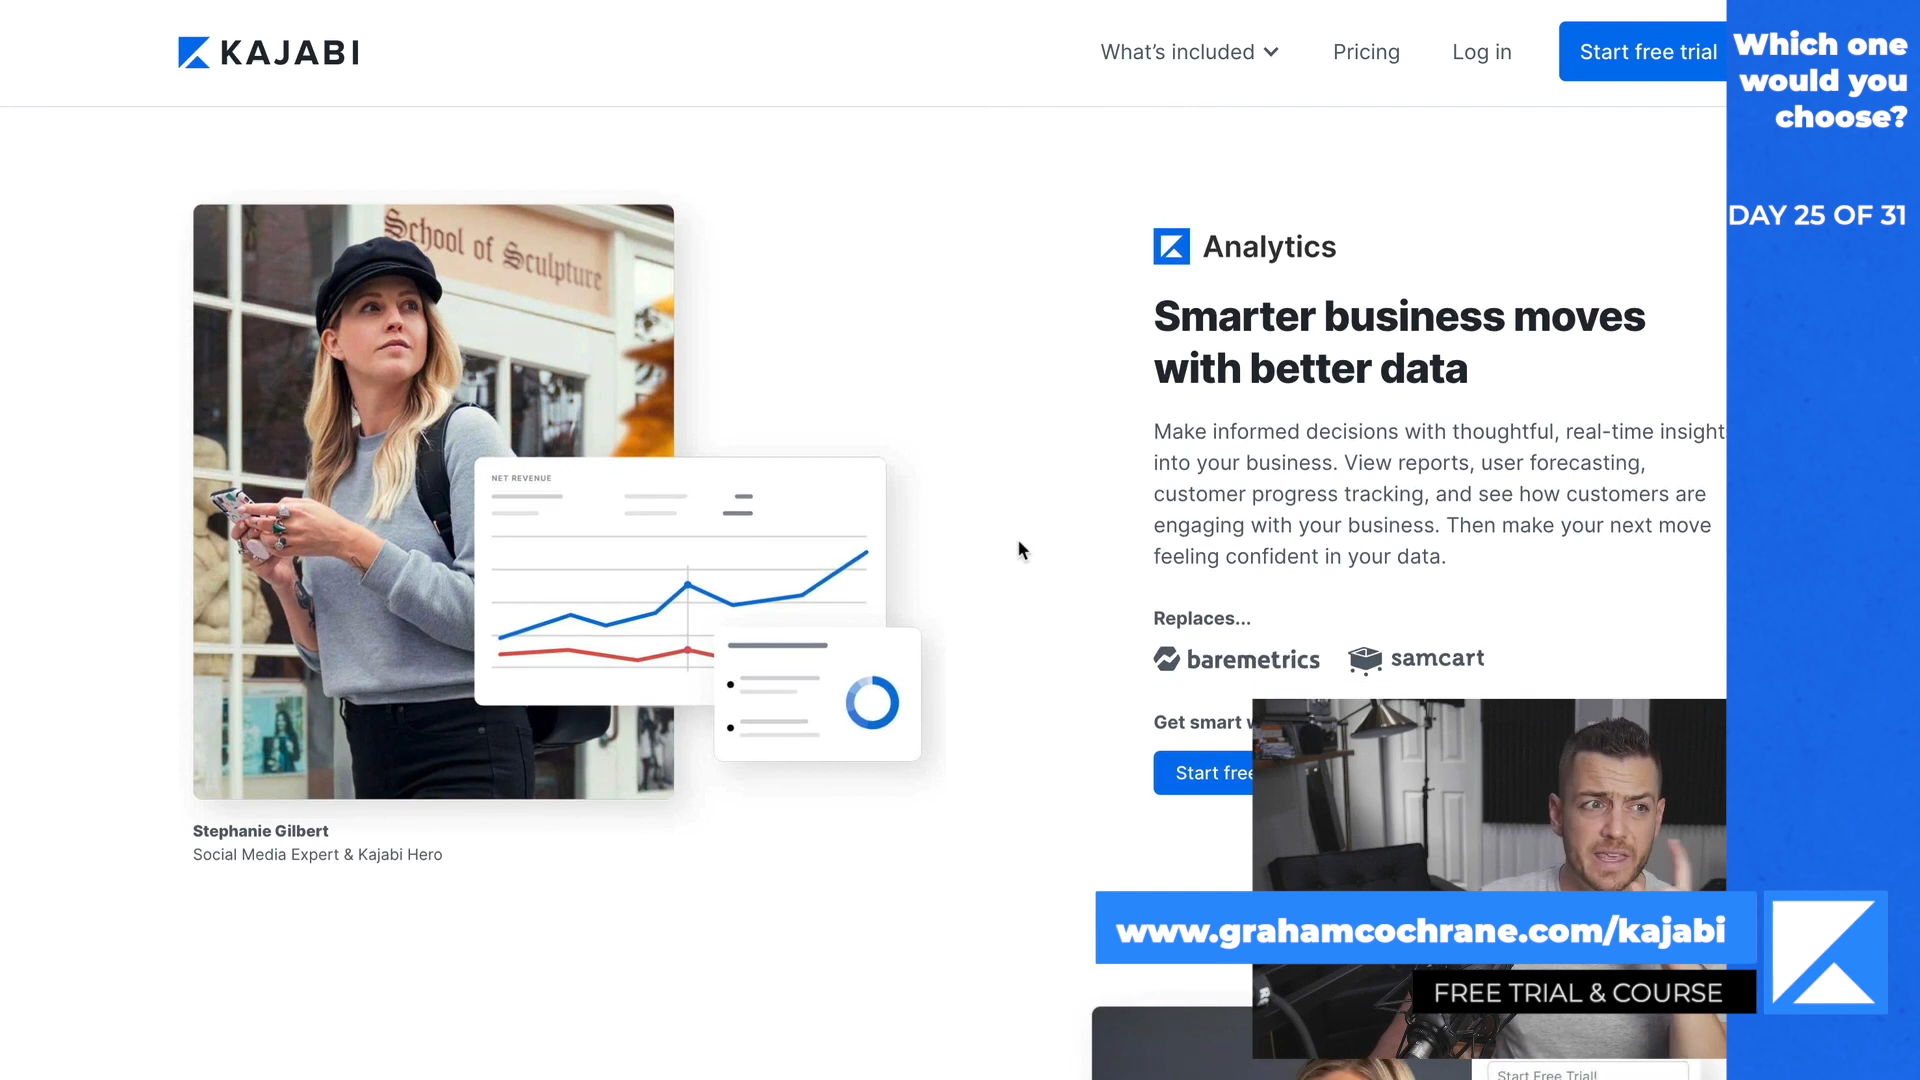 KAJABI
What's included
Pricing
Log in
Start free trial
Which one
would you
choose?
DAY 25 OF 31
School of Sculpture
Analytics
Smarter business moves
with better data
Make informed decisions with thoughtful, real-time insight
into your business. View reports, user forecasting,
customer progress tracking, and see how customers are
engaging with your business. Then make your next move
feeling confident in your data.
NET REVENUE
Replaces...
baremetrics
samcart
Get smart
Start free
Stephanie Gilbert
Social Media Expert & Kajabi Hero
www.grahamcochrane.com/kajabi
FREE TRIAL & COURSE
Start Free Trial!